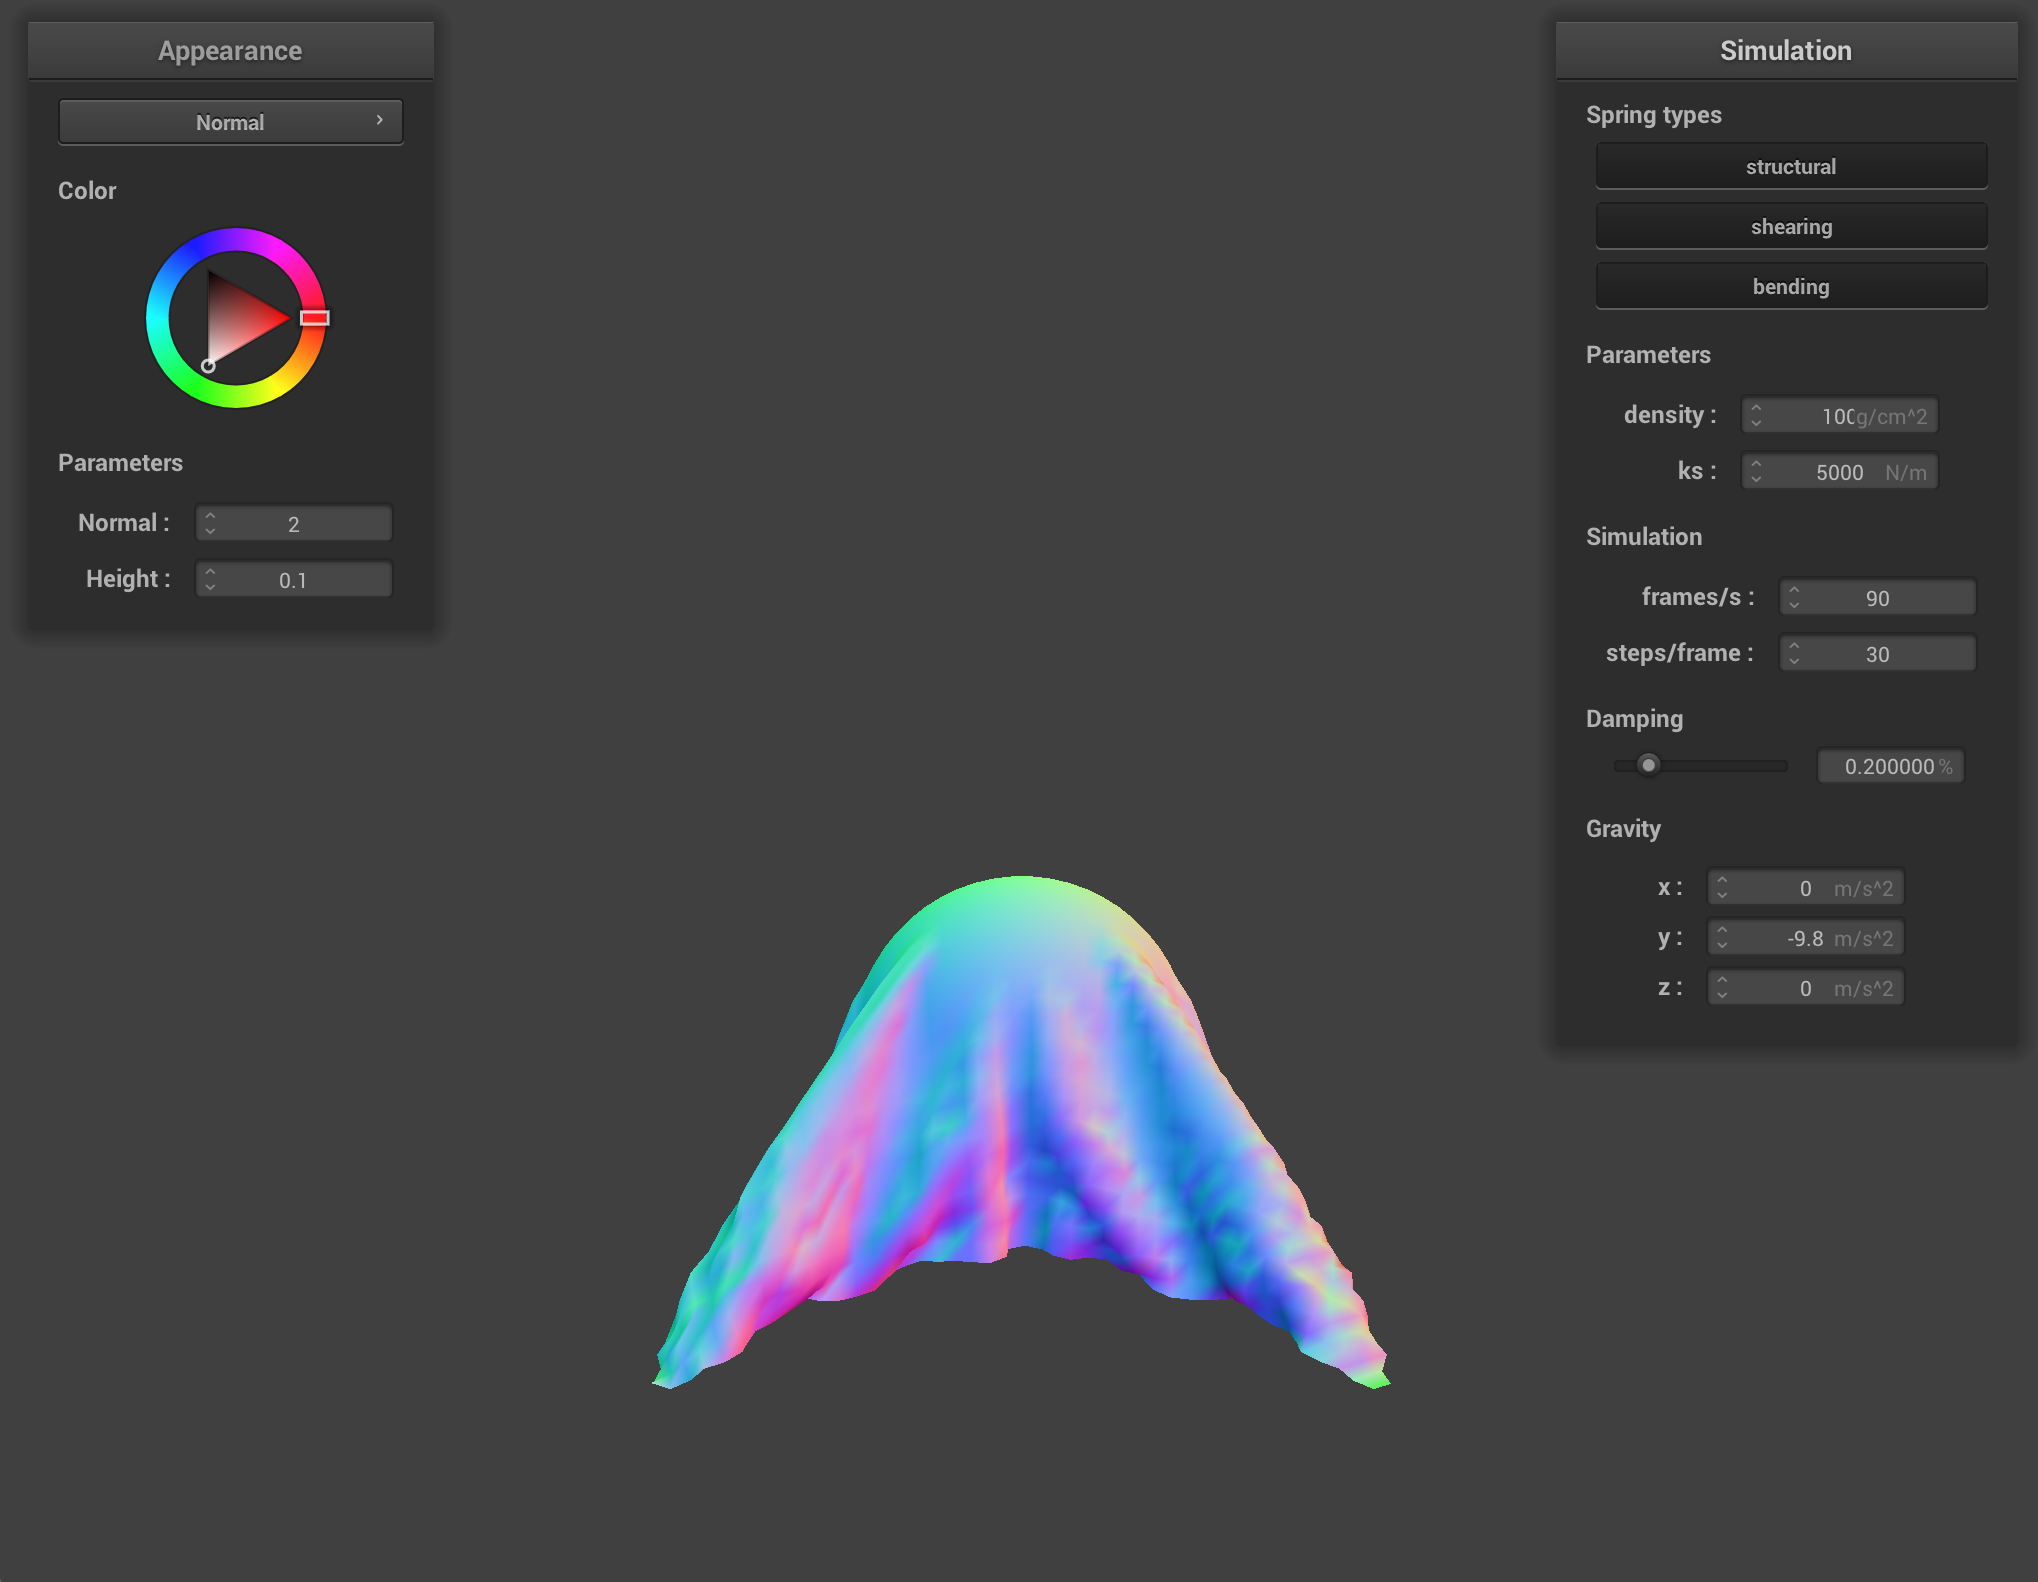 Appearance
Normal
Color
Parameters
Normal : 2
Height : 0.1
Simulation
Spring types
structural
shearing
bending
Parameters
density : 100 g/cm^2
ks : 5000 N/m
Simulation
frames/s : 90
steps/frame : 30
Damping
0.200000 %
Gravity
x : 0 m/s^2
y : -9.8 m/s^2
z : 0 m/s^2